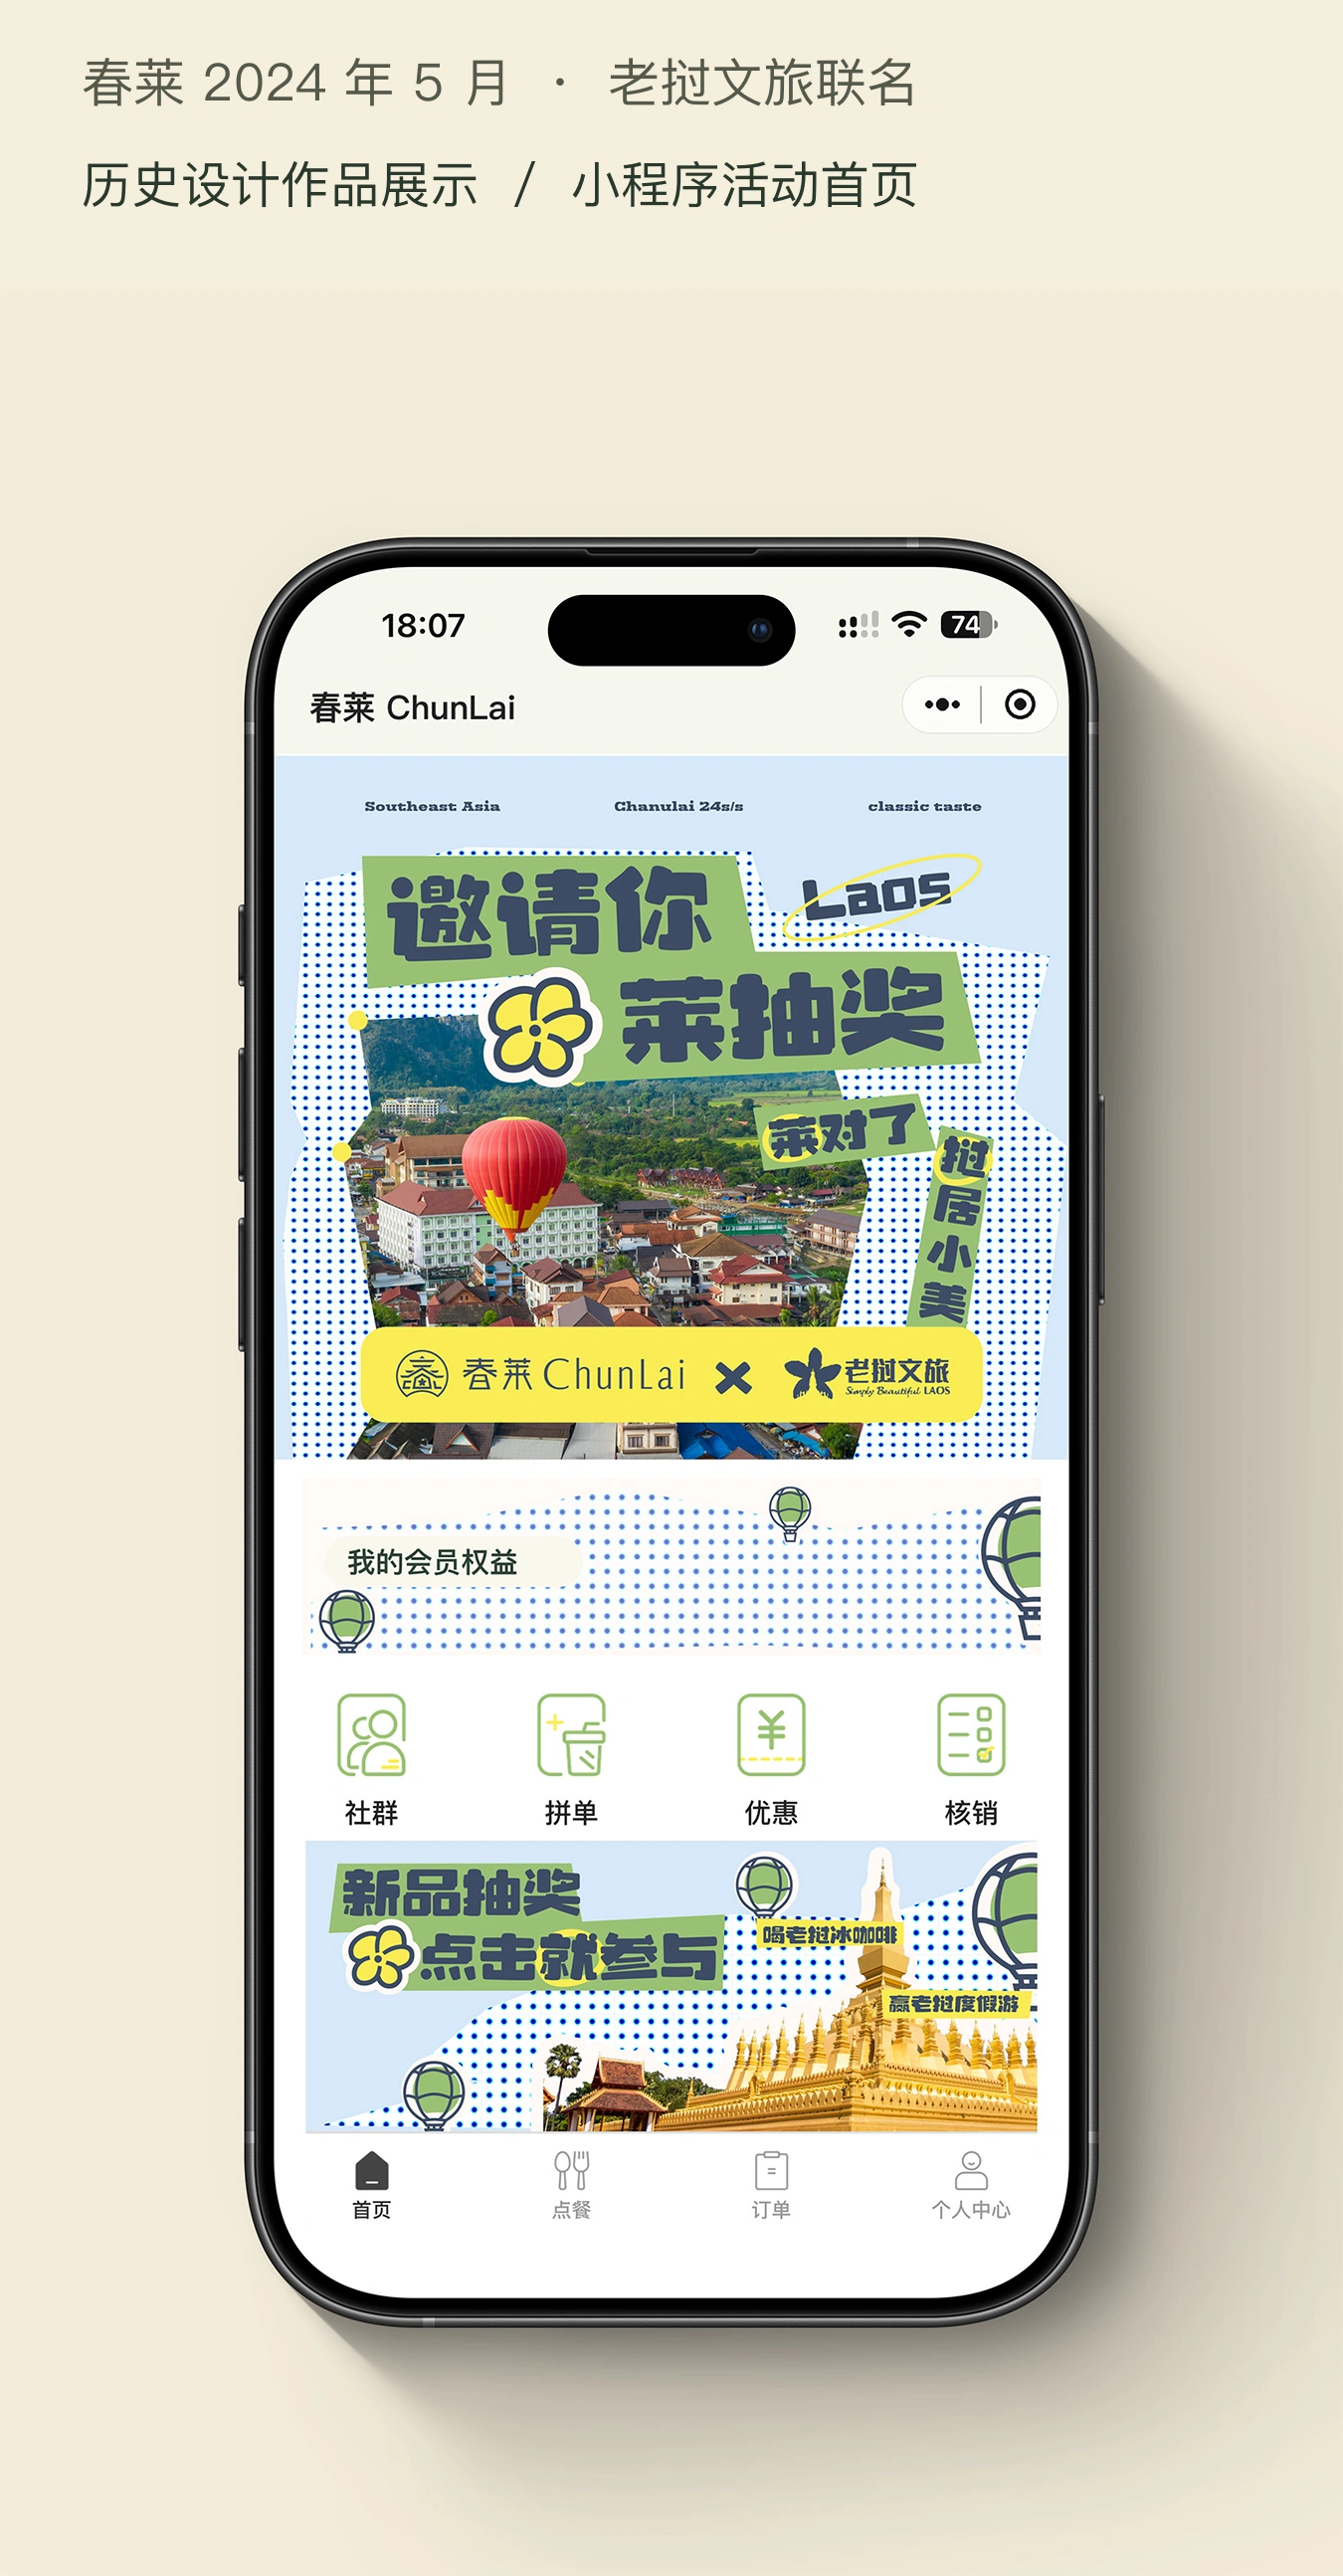 春莱 2024 年 5 月 · 老挝文旅联名
历史设计作品展示 / 小程序活动首页
18:07
74
春莱 ChunLai
Southeast Asia
Chanulai 24s/s
classic taste
邀请你
Laos
莱抽奖
莱对了
挝居小美
春莱 ChunLai × 老挝文旅
Simply Beautiful LAOS
我的会员权益
社群
拼单
优惠
核销
新品抽奖
点击就参与
喝老挝冰咖啡
赢老挝度假游
首页
点餐
订单
个人中心